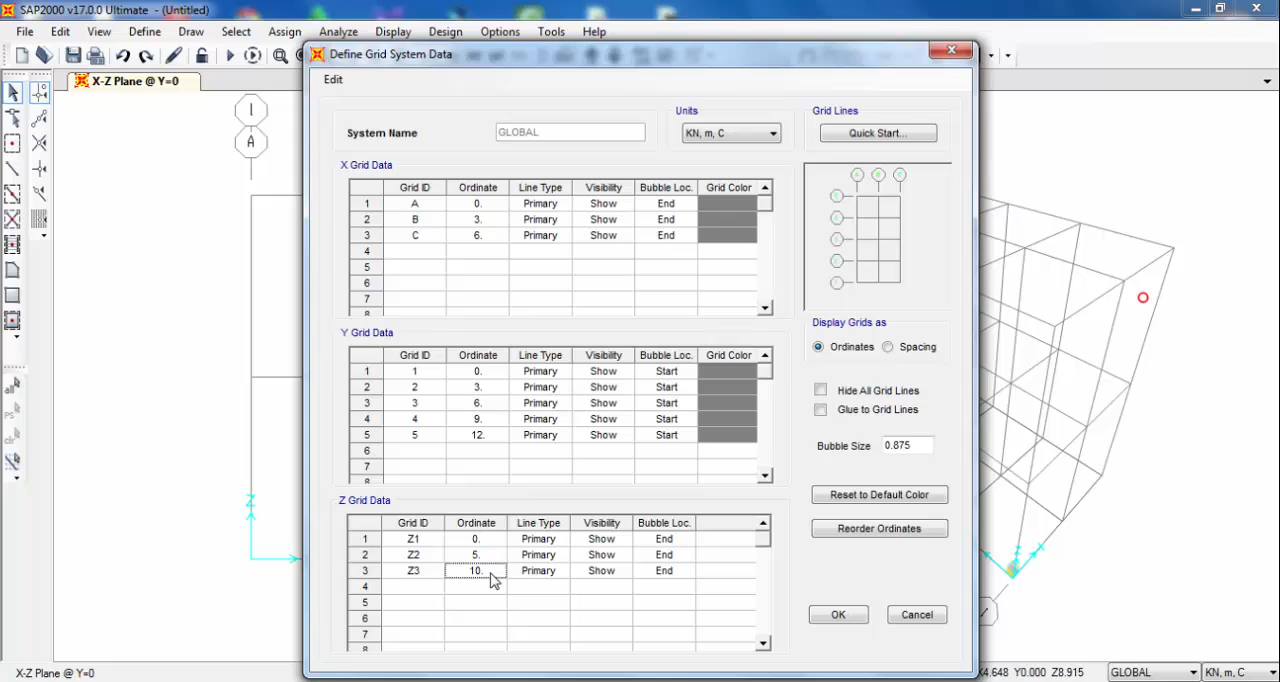 SAP2000 v17.0.0 Ultimate - (Untitled)
File Edit View Define Draw Select Assign Analyze Display Design Options Tools Help
X-Z Plane @ Y=0
I
A
Define Grid System Data
Edit
System Name GLOBAL
Units
KN, m, C
Grid Lines
Quick Start...
X Grid Data
Grid ID Ordinate Line Type Visibility Bubble Loc. Grid Color
1 A 0. Primary Show End
2 B 3. Primary Show End
3 C 6. Primary Show End
4
5
6
7
8
Y Grid Data
Grid ID Ordinate Line Type Visibility Bubble Loc. Grid Color
1 1 0. Primary Show Start
2 2 3. Primary Show Start
3 3 6. Primary Show Start
4 4 9. Primary Show Start
5 5 12. Primary Show Start
6
7
8
Z Grid Data
Grid ID Ordinate Line Type Visibility Bubble Loc.
1 Z1 0. Primary Show End
2 Z2 5. Primary Show End
3 Z3 10. Primary Show End
4
5
6
7
8
Display Grids as
Ordinates Spacing
Hide All Grid Lines
Glue to Grid Lines
Bubble Size 0.875
Reset to Default Color
Reorder Ordinates
OK Cancel
all
ps
clr
Z
X-Z Plane @ Y=0
X4.648 Y0.000 Z8.915 GLOBAL KN, m, C